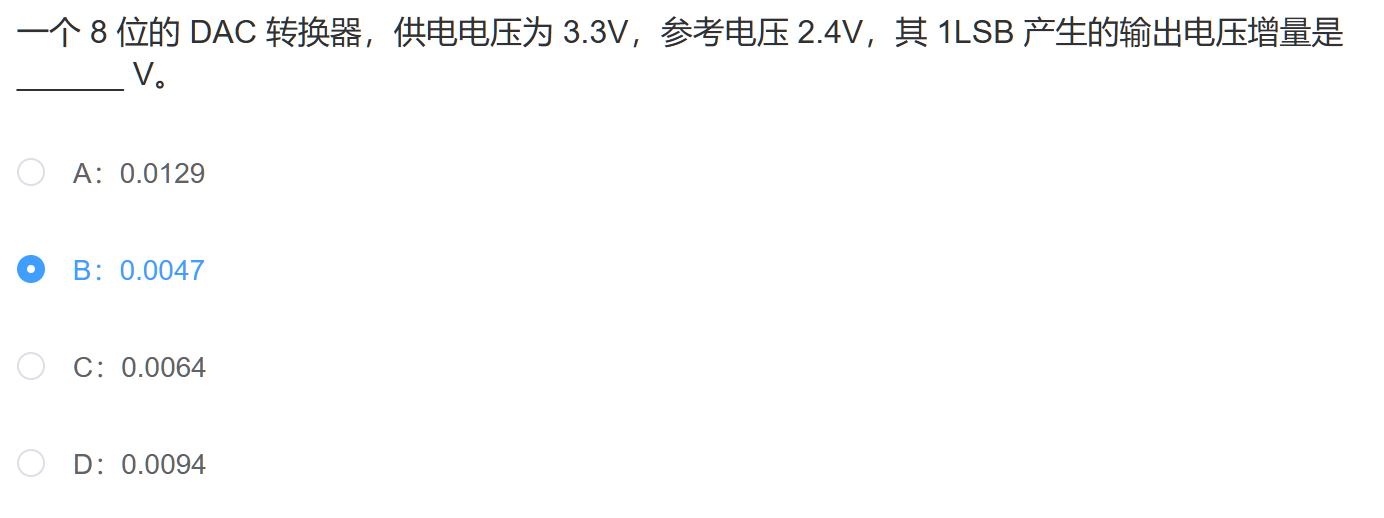 一个 8 位的 DAC 转换器，供电电压为 3.3V，参考电压 2.4V，其 1LSB 产生的输出电压增量是
______ V。
A：0.0129
B：0.0047
C：0.0064
D：0.0094